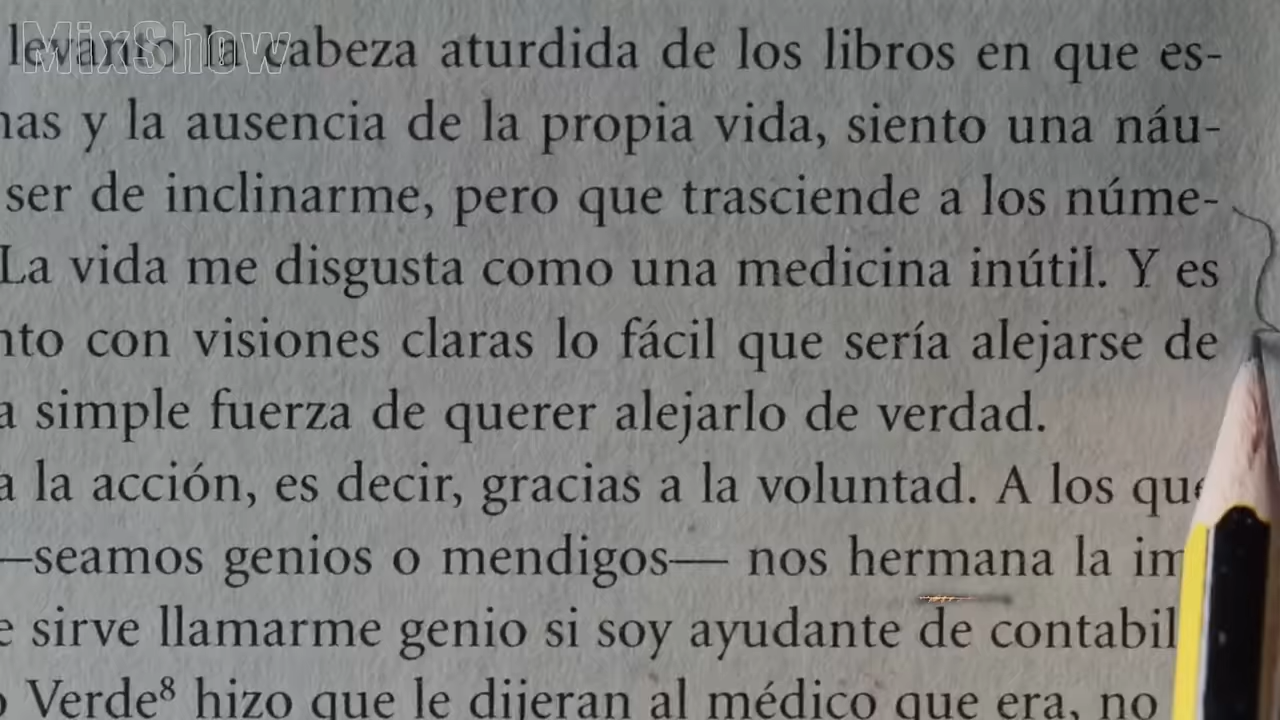 MixShow
levanto la cabeza aturdida de los libros en que es-
nas y la ausencia de la propia vida, siento una náu-
ser de inclinarme, pero que trasciende a los núme-
La vida me disgusta como una medicina inútil. Y es
nto con visiones claras lo fácil que sería alejarse de
a simple fuerza de querer alejarlo de verdad.
a la acción, es decir, gracias a la voluntad. A los que
—seamos genios o mendigos— nos hermana la im
e sirve llamarme genio si soy ayudante de contabil
o Verde⁸ hizo que le dijeran al médico que era, no